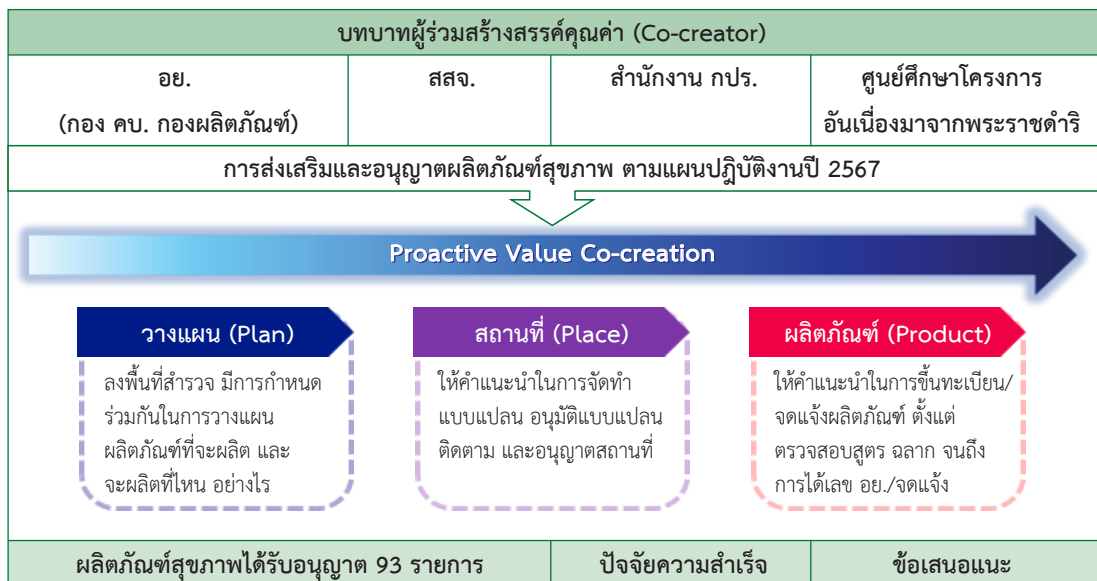 บทบาทผู้ร่วมสร้างสรรค์คุณค่า (Co-creator)
อย.
(กอง คบ. กองผลิตภัณฑ์)
สสจ.
สำนักงาน กปร.
ศูนย์ศึกษาโครงการ
อันเนื่องมาจากพระราชดำริ
การส่งเสริมและอนุญาตผลิตภัณฑ์สุขภาพ ตามแผนปฏิบัติงานปี 2567
Proactive Value Co-creation
วางแผน (Plan)
ลงพื้นที่สำรวจ มีการกำหนด
ร่วมกันในการวางแผน
ผลิตภัณฑ์ที่จะผลิต และ
จะผลิตที่ไหน อย่างไร
สถานที่ (Place)
ให้คำแนะนำในการจัดทำ
แบบแปลน อนุมัติแบบแปลน
ติดตาม และอนุญาตสถานที่
ผลิตภัณฑ์ (Product)
ให้คำแนะนำในการขึ้นทะเบียน/
จดแจ้งผลิตภัณฑ์ ตั้งแต่
ตรวจสอบสูตร ฉลาก จนถึง
การได้เลข อย./จดแจ้ง
ผลิตภัณฑ์สุขภาพได้รับอนุญาต 93 รายการ
ปัจจัยความสำเร็จ
ข้อเสนอแนะ